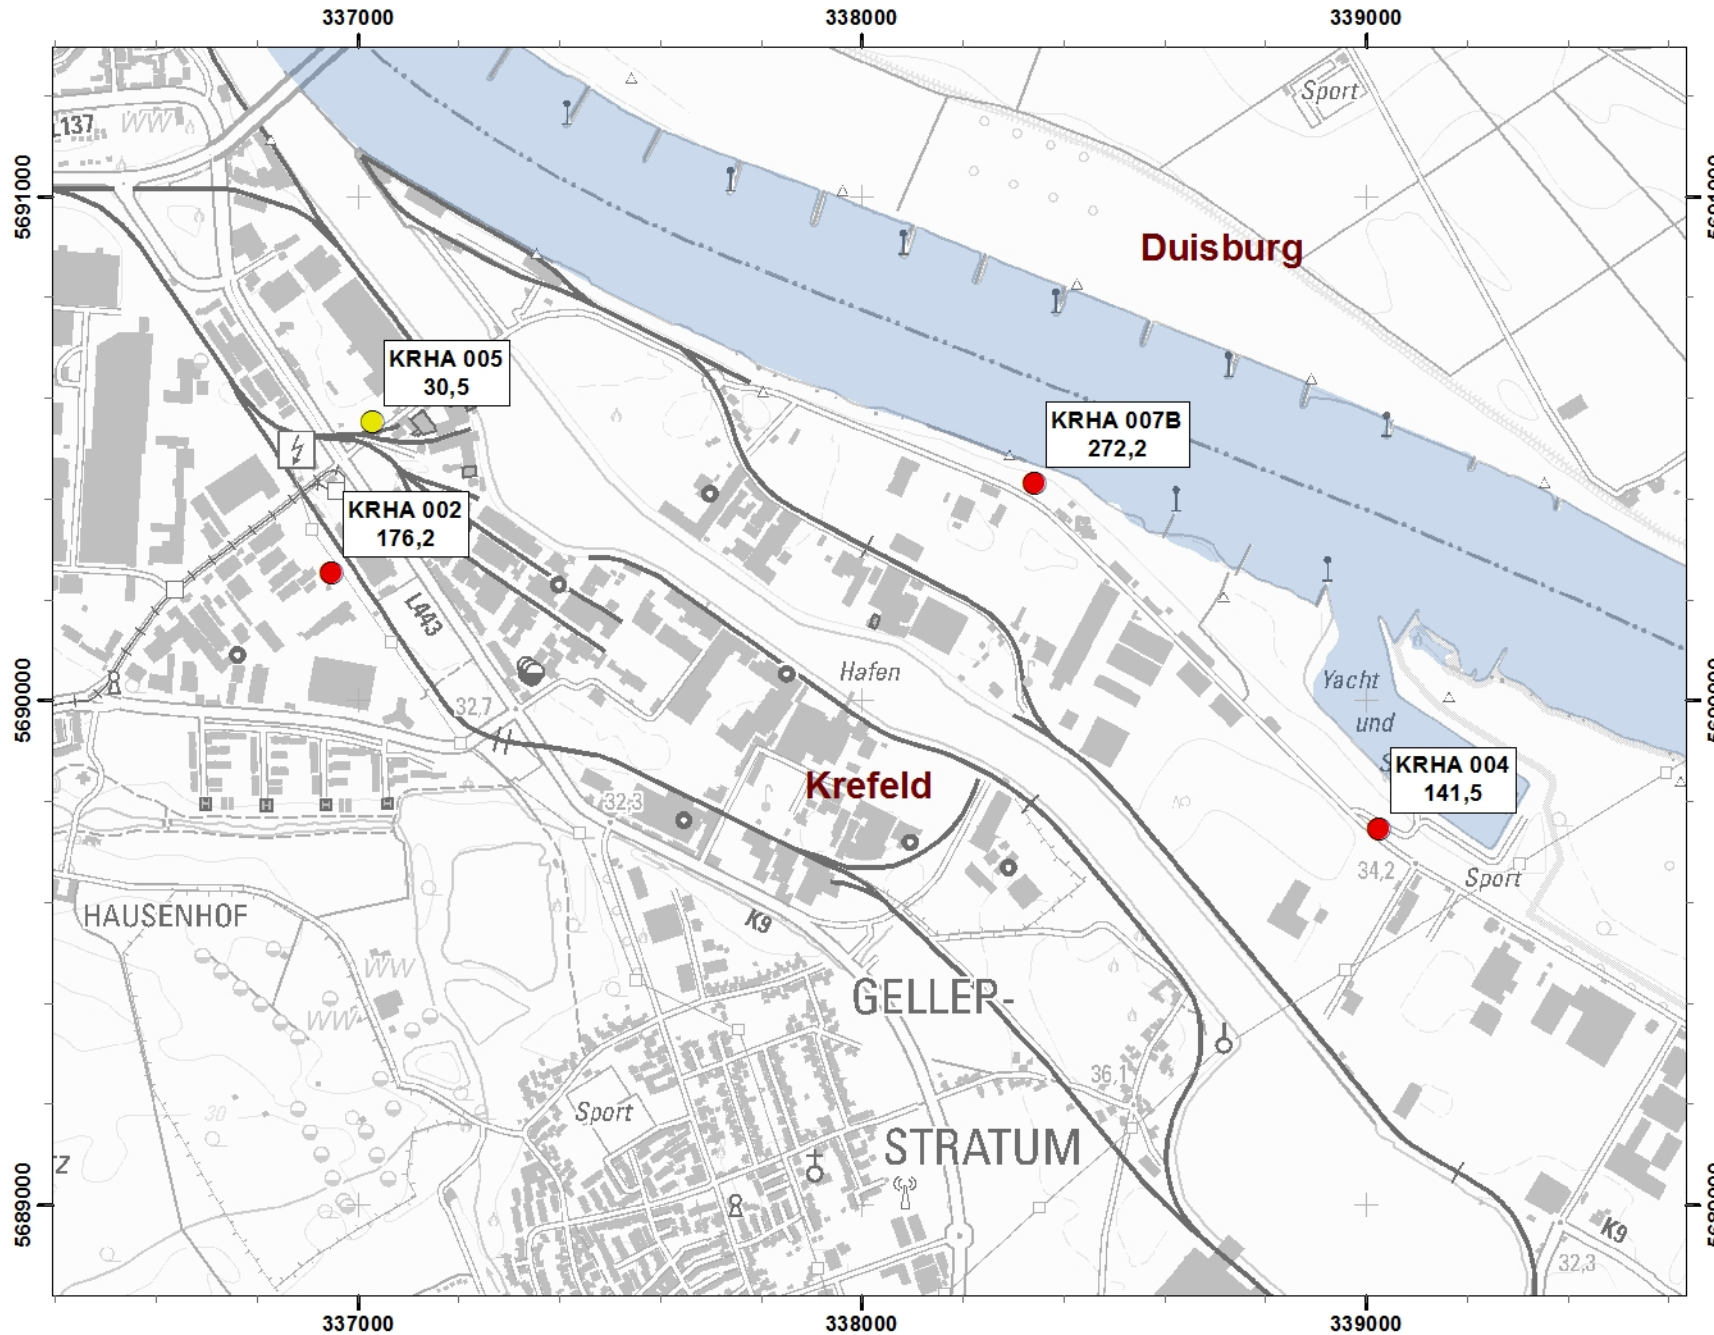 337000
338000
339000
L137
WW
Sport
5691000
Duisburg
KRHA 005
30,5
KRHA 007B
272,2
KRHA 002
176,2
L443
Hafen
5690000
Yacht
und
32,7
KRHA 004
141,5
Krefeld
32,3
34,2
Sport
HAUSENHOF
K9
WW
GELLER-
WW
36,1
30
Sport
STRATUM
5689000
K9
32,3
337000
338000
339000